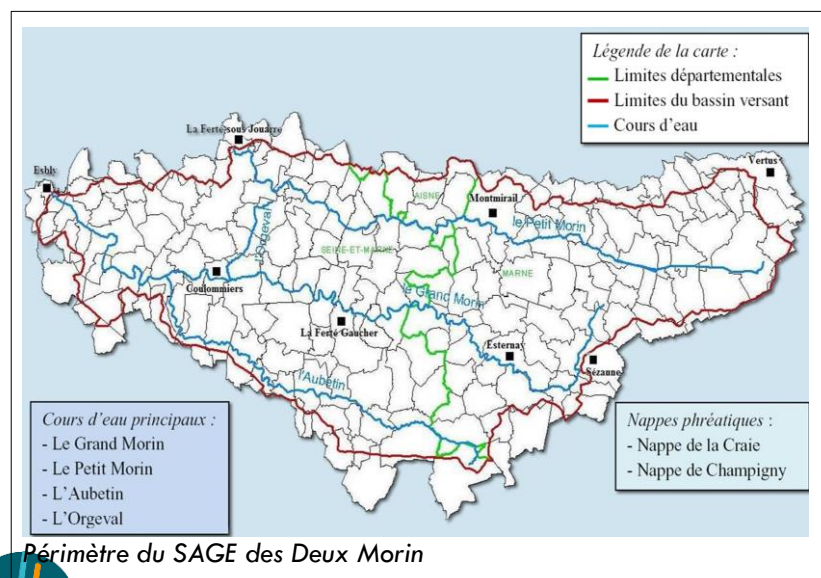 Légende de la carte :
Limites départementales
Limites du bassin versant
Cours d'eau
La Ferté sous Jouarre
Esbly
Vertus
AISNE
Montmirail
le Petit Morin
l'Orgeval
SEINE-ET-MARNE
MARNE
Coulommiers
le Grand Morin
La Ferté Gaucher
Esternay
Sézanne
l'Aubetin
Cours d'eau principaux :
- Le Grand Morin
- Le Petit Morin
- L'Aubetin
- L'Orgeval
Nappes phréatiques :
- Nappe de la Craie
- Nappe de Champigny
Périmètre du SAGE des Deux Morin